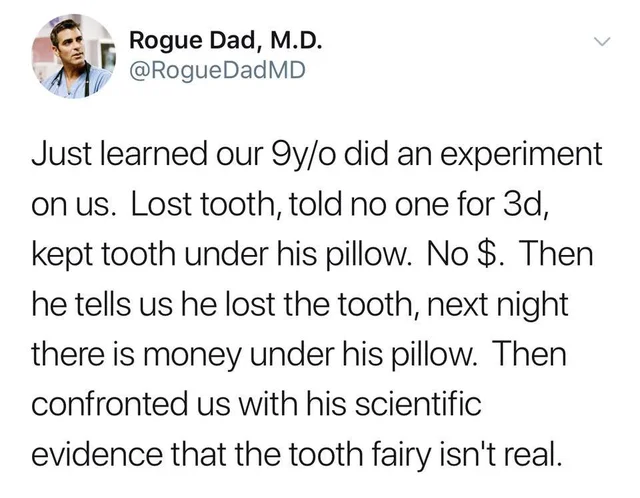 Rogue Dad, M.D.
@RogueDadMD
Just learned our 9y/o did an experiment
on us.  Lost tooth, told no one for 3d,
kept tooth under his pillow.  No $.  Then
he tells us he lost the tooth, next night
there is money under his pillow.  Then
confronted us with his scientific
evidence that the tooth fairy isn't real.